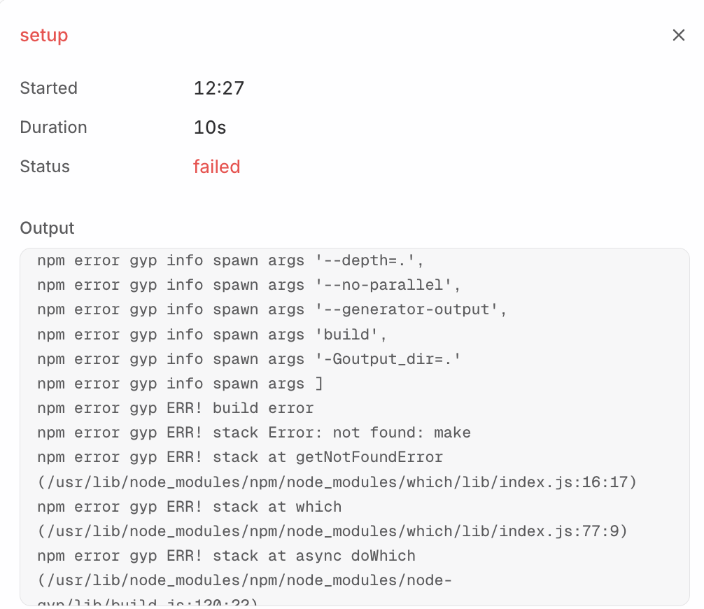 setup
Started 12:27
Duration 10s
Status failed
Output
npm error gyp info spawn args '--depth=.',
npm error gyp info spawn args '--no-parallel',
npm error gyp info spawn args '--generator-output',
npm error gyp info spawn args 'build',
npm error gyp info spawn args '-Goutput_dir=.'
npm error gyp info spawn args ]
npm error gyp ERR! build error
npm error gyp ERR! stack Error: not found: make
npm error gyp ERR! stack at getNotFoundError
(/usr/lib/node_modules/npm/node_modules/which/lib/index.js:16:17)
npm error gyp ERR! stack at which
(/usr/lib/node_modules/npm/node_modules/which/lib/index.js:77:9)
npm error gyp ERR! stack at async doWhich
(/usr/lib/node_modules/npm/node_modules/node-
gyp/lib/build.js:120:22)